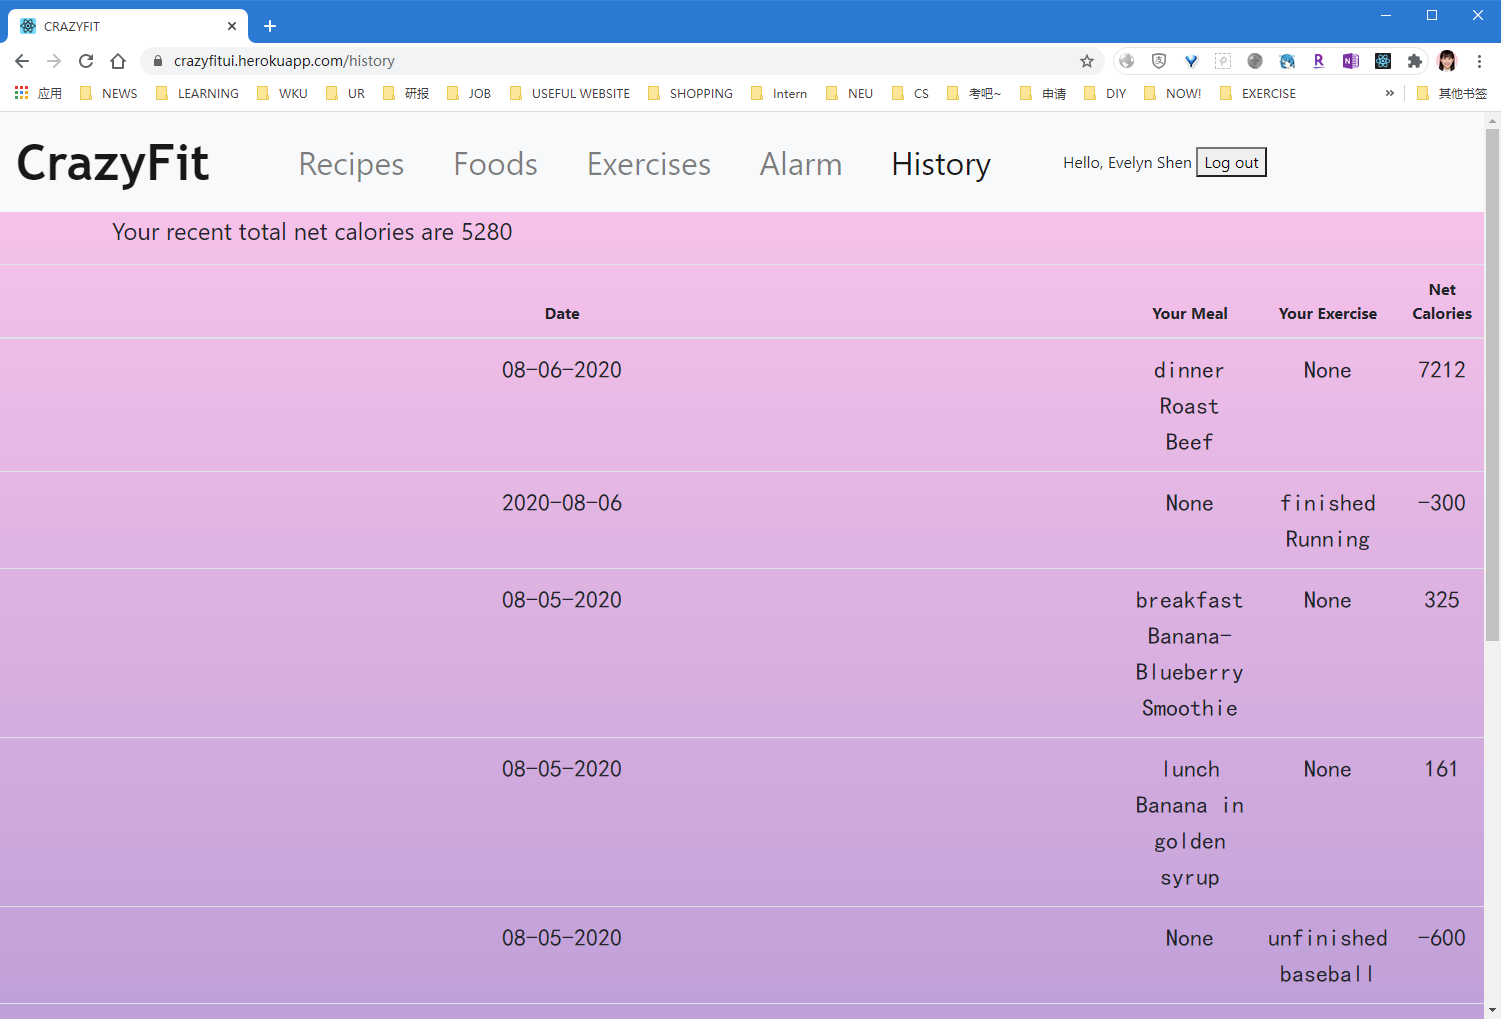 CRAZYFIT
crazyfitui.herokuapp.com/history
应用 NEWS LEARNING WKU UR 研报 JOB USEFUL WEBSITE SHOPPING Intern NEU CS 考吧~ 申请 DIY NOW! EXERCISE » 其他书签
CrazyFit Recipes Foods Exercises Alarm History Hello, Evelyn Shen Log out
Your recent total net calories are 5280
Date Your Meal Your Exercise Net Calories
08-06-2020 dinner None 7212
Roast
Beef
2020-08-06 None finished -300
Running
08-05-2020 breakfast None 325
Banana-
Blueberry
Smoothie
08-05-2020 lunch None 161
Banana in
golden
syrup
08-05-2020 None unfinished -600
baseball